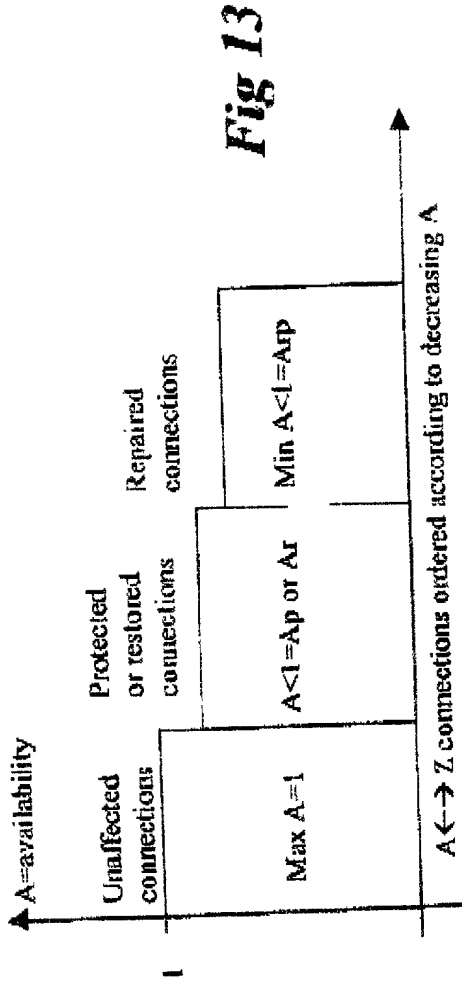 A=availability
Unaffected
connections
Protected
or restored
connections
Repaired
connections
1
Max A=1
A<1=Ap or Ar
Min A<1=Arp
A←→ Z connections ordered according to decreasing A
Fig 13